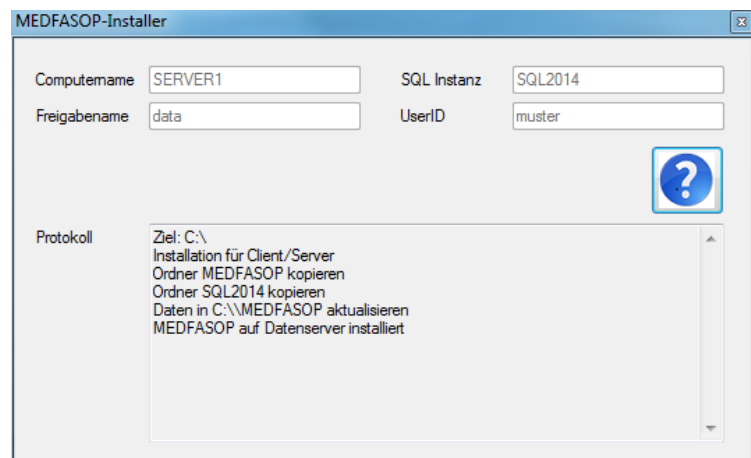 MEDFASOP-Installer
Computername SERVER1 SQL Instanz SQL2014
Freigabename data UserID muster
?
Protokoll
Ziel: C:\
Installation für Client/Server
Ordner MEDFASOP kopieren
Ordner SQL2014 kopieren
Daten in C:\\MEDFASOP aktualisieren
MEDFASOP auf Datenserver installiert